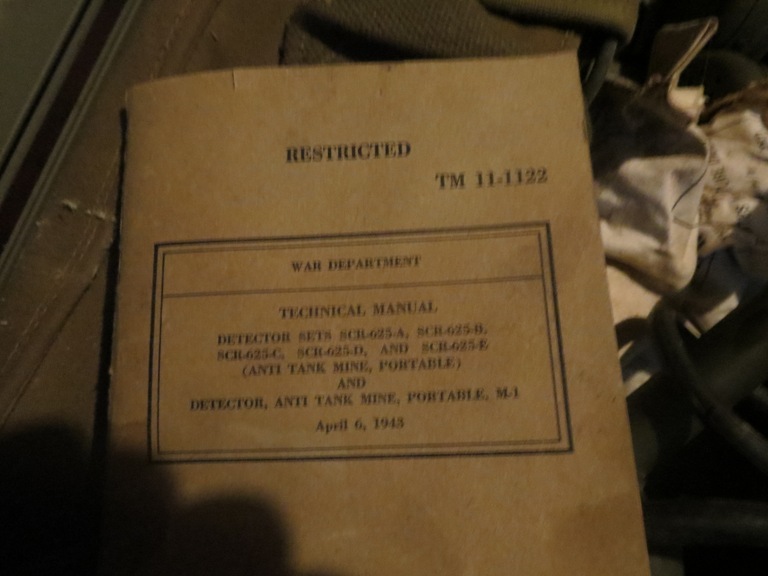 RESTRICTED
TM 11-1122
WAR DEPARTMENT
TECHNICAL MANUAL
DETECTOR SETS SCR-625-A, SCR-625-B,
SCR-625-C, SCR-625-D, AND SCR-625-E
(ANTI TANK MINE, PORTABLE)
AND
DETECTOR, ANTI TANK MINE, PORTABLE, M-1
April 6, 1943